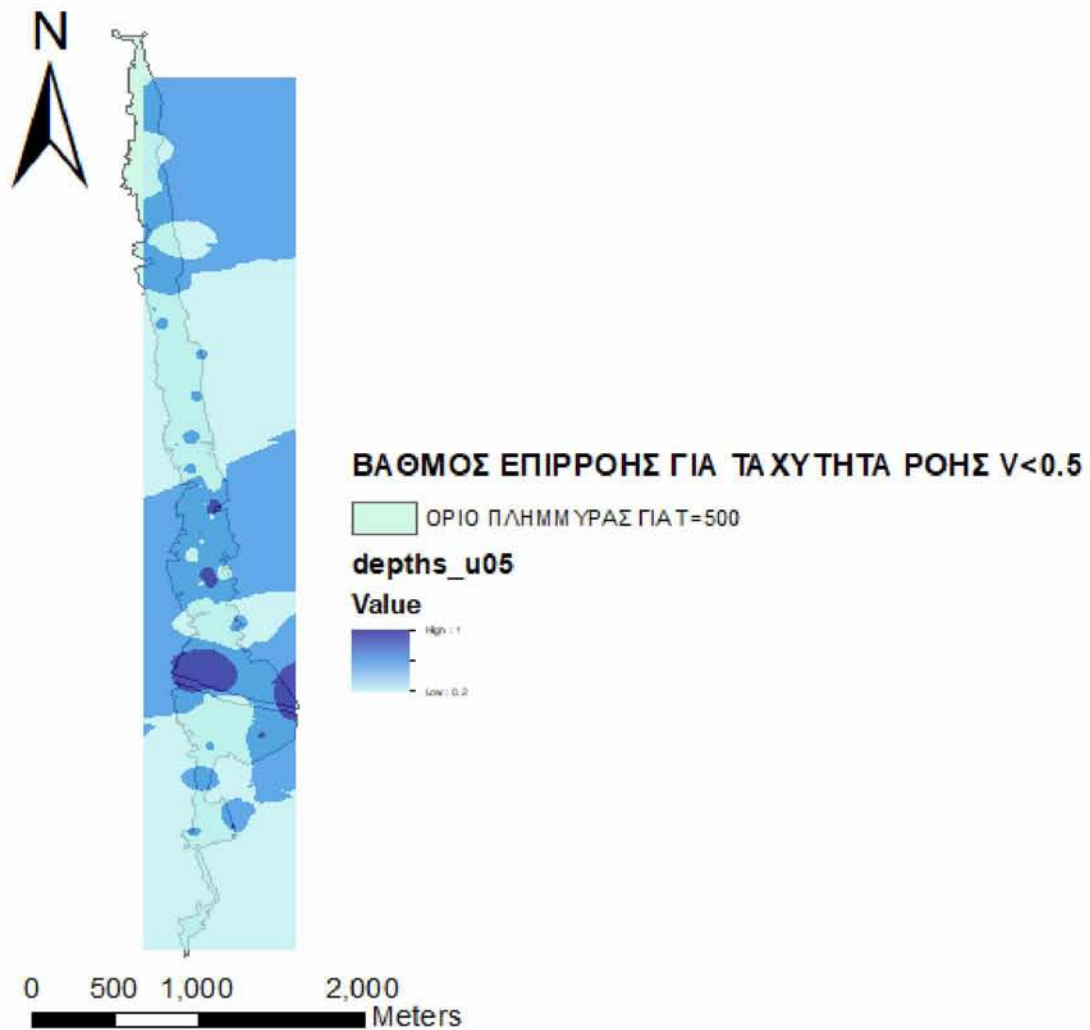 N
ΒΑΘΜΟΣ ΕΠΙΡΡΟΗΣ ΓΙΑ ΤΑΧΥΤΗΤΑ ΡΟΗΣ V<0.5
ΟΡΙΟ ΠΛΗΜΜΥΡΑΣ ΓΙΑ Τ=500
depths_u05
Value
High : 1
Low : 0.2
0 500 1,000 2,000
Meters